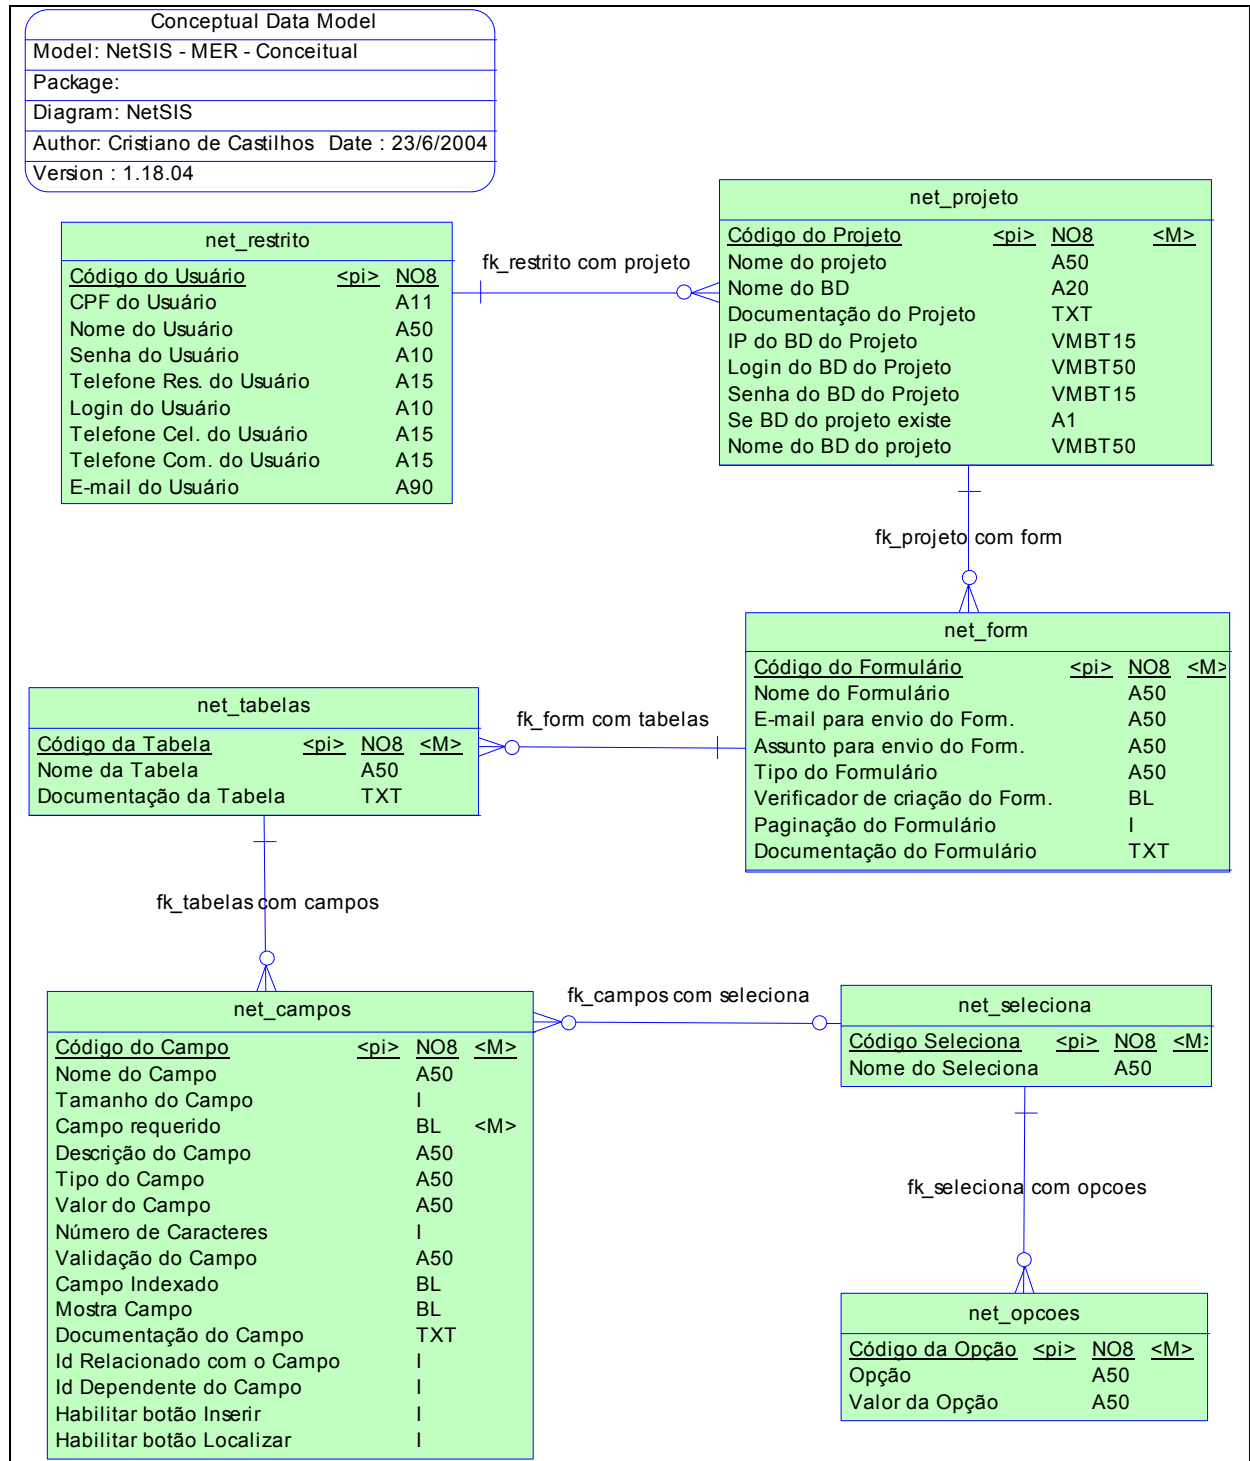 Conceptual Data Model
Model: NetSIS - MER - Conceitual
Package:
Diagram: NetSIS
Author: Cristiano de Castilhos Date : 23/6/2004
Version : 1.18.04
net_restrito
Código do Usuário <pi> NO8
CPF do Usuário A11
Nome do Usuário A50
Senha do Usuário A10
Telefone Res. do Usuário A15
Login do Usuário A10
Telefone Cel. do Usuário A15
Telefone Com. do Usuário A15
E-mail do Usuário A90
fk_restrito com projeto
net_projeto
Código do Projeto <pi> NO8 <M>
Nome do projeto A50
Nome do BD A20
Documentação do Projeto TXT
IP do BD do Projeto VMBT15
Login do BD do Projeto VMBT50
Senha do BD do Projeto VMBT15
Se BD do projeto existe A1
Nome do BD do projeto VMBT50
fk_projeto com form
net_form
Código do Formulário <pi> NO8 <M>
Nome do Formulário A50
E-mail para envio do Form. A50
Assunto para envio do Form. A50
Tipo do Formulário A50
Verificador de criação do Form. BL
Paginação do Formulário I
Documentação do Formulário TXT
fk_form com tabelas
net_tabelas
Código da Tabela <pi> NO8 <M>
Nome da Tabela A50
Documentação da Tabela TXT
fk_tabelas com campos
net_campos
Código do Campo <pi> NO8 <M>
Nome do Campo A50
Tamanho do Campo I
Campo requerido BL <M>
Descrição do Campo A50
Tipo do Campo A50
Valor do Campo A50
Número de Caracteres I
Validação do Campo A50
Campo Indexado BL
Mostra Campo BL
Documentação do Campo TXT
Id Relacionado com o Campo I
Id Dependente do Campo I
Habilitar botão Inserir I
Habilitar botão Localizar I
fk_campos com seleciona
net_seleciona
Código Seleciona <pi> NO8 <M>
Nome do Seleciona A50
fk_seleciona com opcoes
net_opcoes
Código da Opção <pi> NO8 <M>
Opção A50
Valor da Opção A50